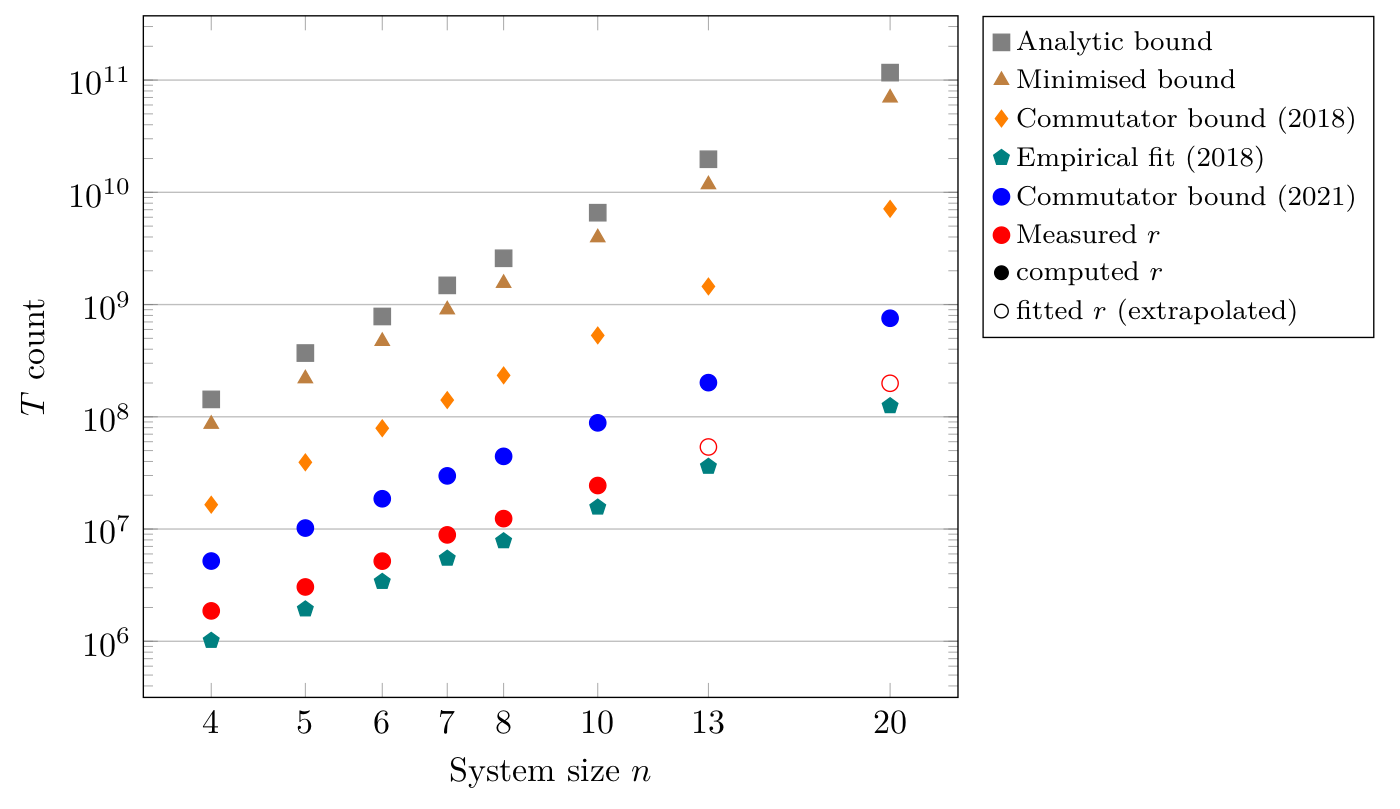 10^11
10^10
10^9
10^8
10^7
10^6
T count
4 5 6 7 8 10 13 20
System size n
Analytic bound
Minimised bound
Commutator bound (2018)
Empirical fit (2018)
Commutator bound (2021)
Measured r
computed r
fitted r (extrapolated)